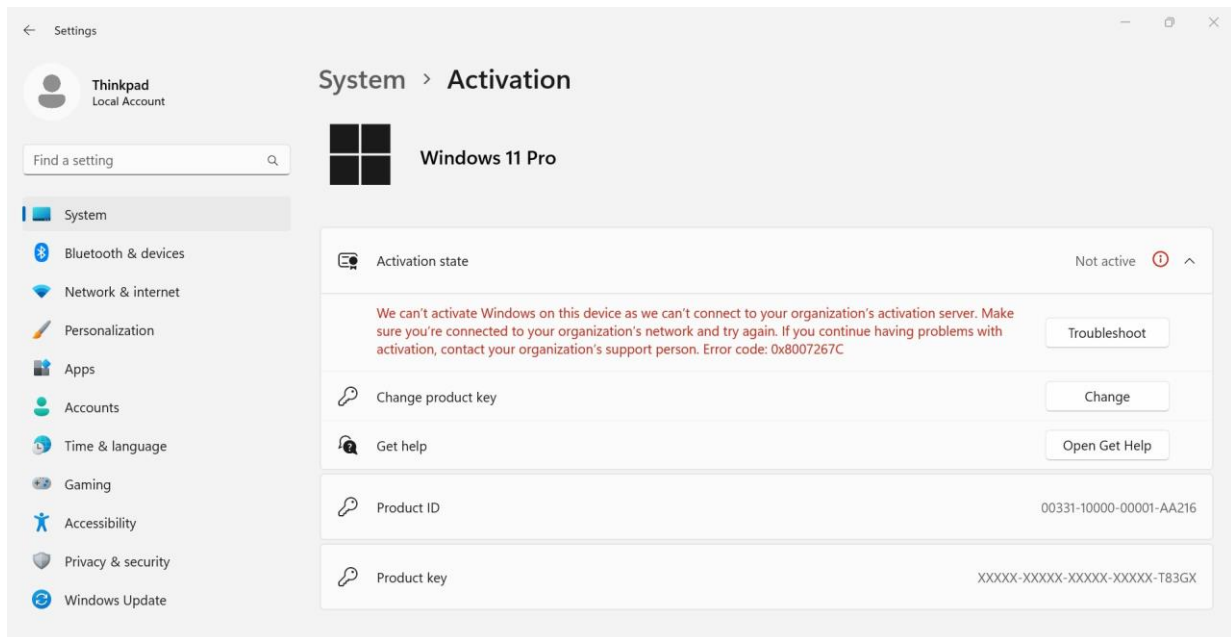 Settings
Thinkpad
Local Account
Find a setting
System
Bluetooth & devices
Network & internet
Personalization
Apps
Accounts
Time & language
Gaming
Accessibility
Privacy & security
Windows Update
System > Activation
Windows 11 Pro
Activation state
Not active
We can't activate Windows on this device as we can't connect to your organization's activation server. Make
sure you're connected to your organization's network and try again. If you continue having problems with
activation, contact your organization's support person. Error code: 0x8007267C
Troubleshoot
Change product key
Change
Get help
Open Get Help
Product ID
00331-10000-00001-AA216
Product key
XXXXX-XXXXX-XXXXX-XXXXX-T83GX